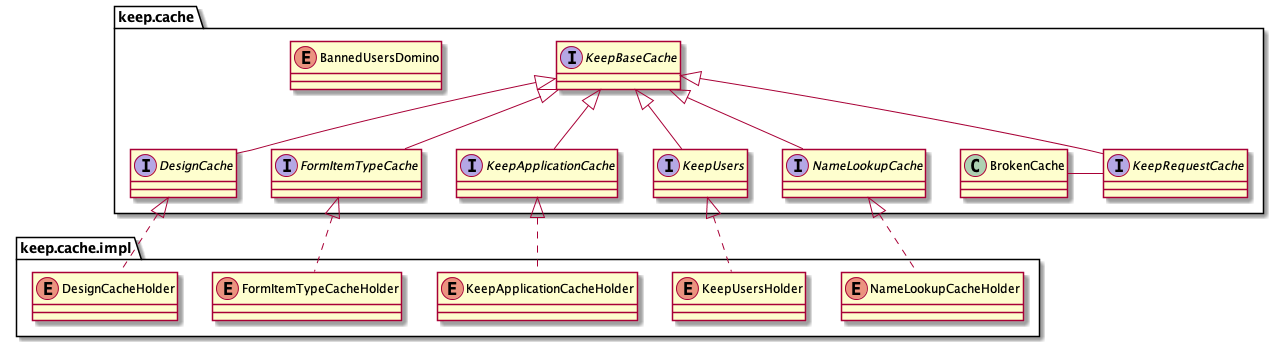 keep.cache
E BannedUsersDomino
I KeepBaseCache
I DesignCache
I FormItemTypeCache
I KeepApplicationCache
I KeepUsers
I NameLookupCache
C BrokenCache
I KeepRequestCache
keep.cache.impl
E DesignCacheHolder
E FormItemTypeCacheHolder
E KeepApplicationCacheHolder
E KeepUsersHolder
E NameLookupCacheHolder